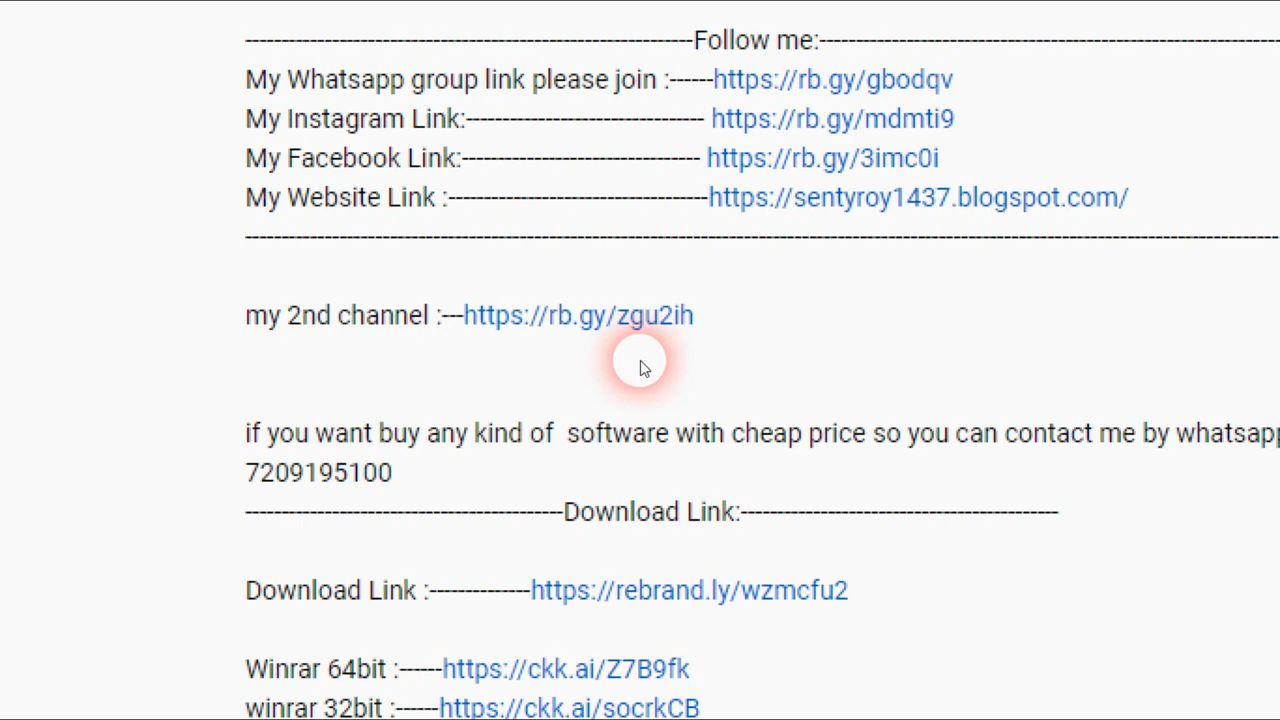 -------------------------------------------------------------Follow me:---------------------------------------------------------------
My Whatsapp group link please join :------https://rb.gy/gbodqv
My Instagram Link:--------------------------------- https://rb.gy/mdmti9
My Facebook Link:--------------------------------- https://rb.gy/3imc0i
My Website Link :------------------------------------https://sentyroy1437.blogspot.com/
------------------------------------------------------------------------------------------------------------------------------------------------
my 2nd channel :---https://rb.gy/zgu2ih
if you want buy any kind of  software with cheap price so you can contact me by whatsapp
7209195100
--------------------------------------------Download Link:--------------------------------------------
Download Link :--------------https://rebrand.ly/wzmcfu2
Winrar 64bit :------https://ckk.ai/Z7B9fk
winrar 32bit :------https://ckk.ai/socrkCB